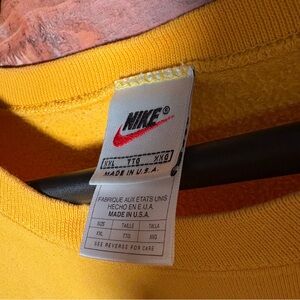 NIKE®
XXL TTG XXG
MADE IN U.S.A.
FABRIQUE AUX ETATS UNIS
HECHO EN E.U.A.
MADE IN U.S.A.
SIZE TAILLE TALLA
XXL TTG XXG
SEE REVERSE FOR CARE